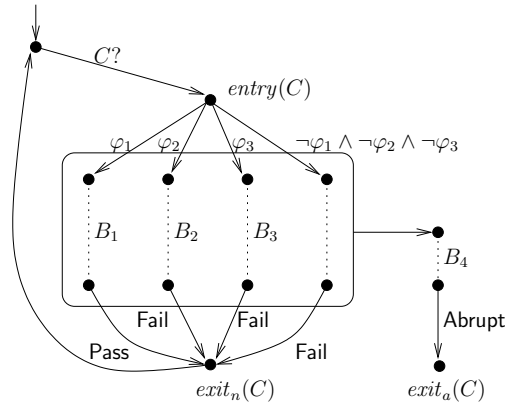 C?
entry(C)
φ₁ φ₂ φ₃ ¬φ₁ ∧ ¬φ₂ ∧ ¬φ₃
B₁ B₂ B₃
B₄
Fail Fail
Abrupt
Pass Fail
exitₙ(C) exitₐ(C)